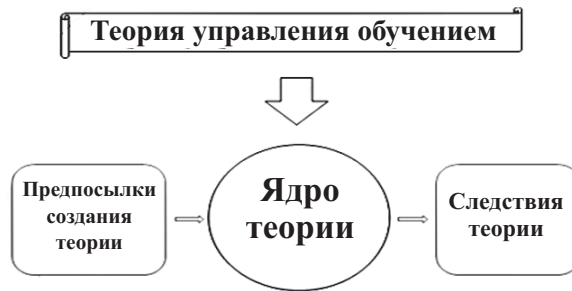 Теория управления обучением
Предпосылки
создания
теории
Ядро
теории
Следствия
теории